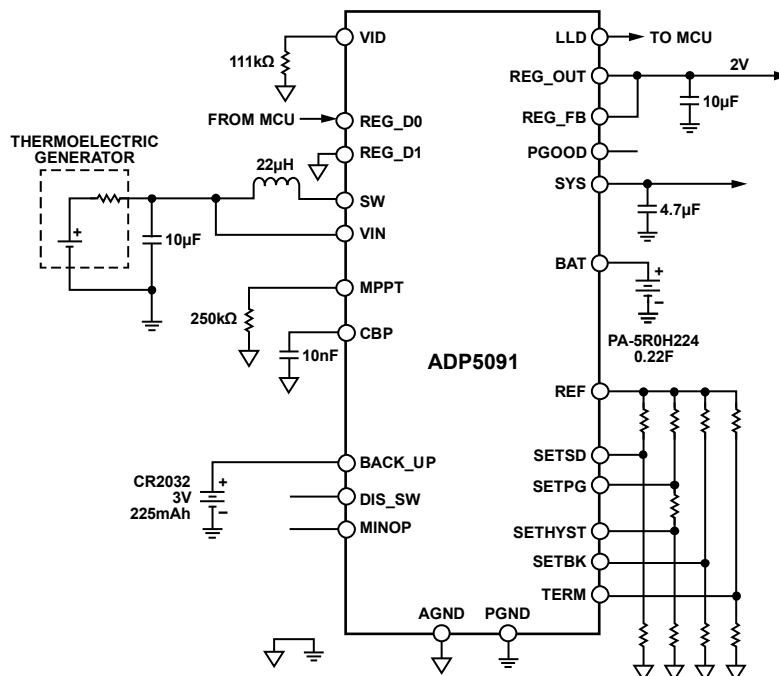 VID
111kΩ
FROM MCU
REG_D0
REG_D1
THERMOELECTRIC
GENERATOR
22µH
SW
+
10µF
VIN
MPPT
250kΩ
CBP
10nF
BACK_UP
CR2032
3V
225mAh
+
–
DIS_SW
MINOP
ADP5091
AGND
PGND
LLD
TO MCU
REG_OUT
2V
10µF
REG_FB
PGOOD
SYS
4.7µF
BAT
+
–
PA-5R0H224
0.22F
REF
SETSD
SETPG
SETHYST
SETBK
TERM